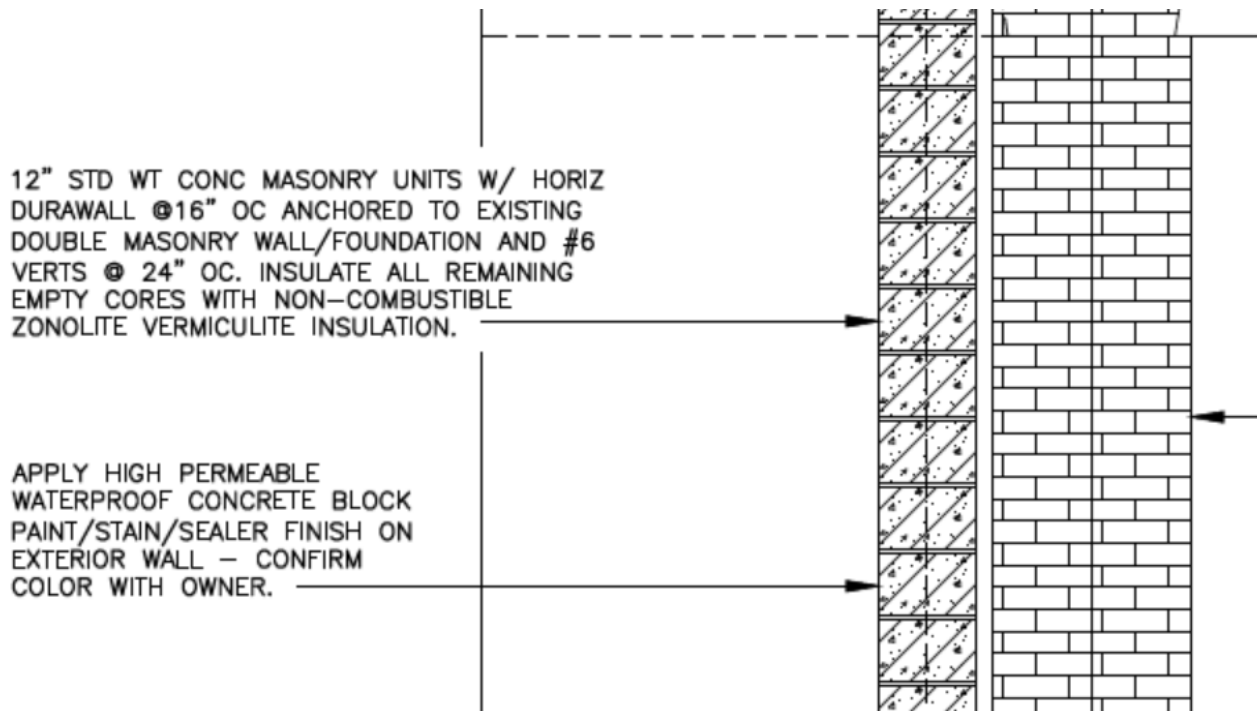 12" STD WT CONC MASONRY UNITS W/ HORIZ
DURAWALL @16" OC ANCHORED TO EXISTING
DOUBLE MASONRY WALL/FOUNDATION AND #6
VERTS @ 24" OC. INSULATE ALL REMAINING
EMPTY CORES WITH NON-COMBUSTIBLE
ZONOLITE VERMICULITE INSULATION.
APPLY HIGH PERMEABLE
WATERPROOF CONCRETE BLOCK
PAINT/STAIN/SEALER FINISH ON
EXTERIOR WALL – CONFIRM
COLOR WITH OWNER.